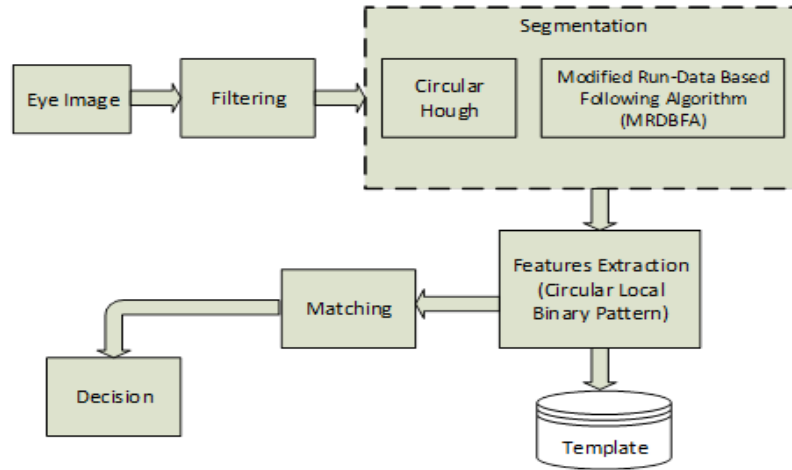 Segmentation
Eye Image
Filtering
Circular
Hough
Modified Run-Data Based
Following Algorithm
(MRDBFA)
Features Extraction
(Circular Local
Binary Pattern)
Matching
Decision
Template